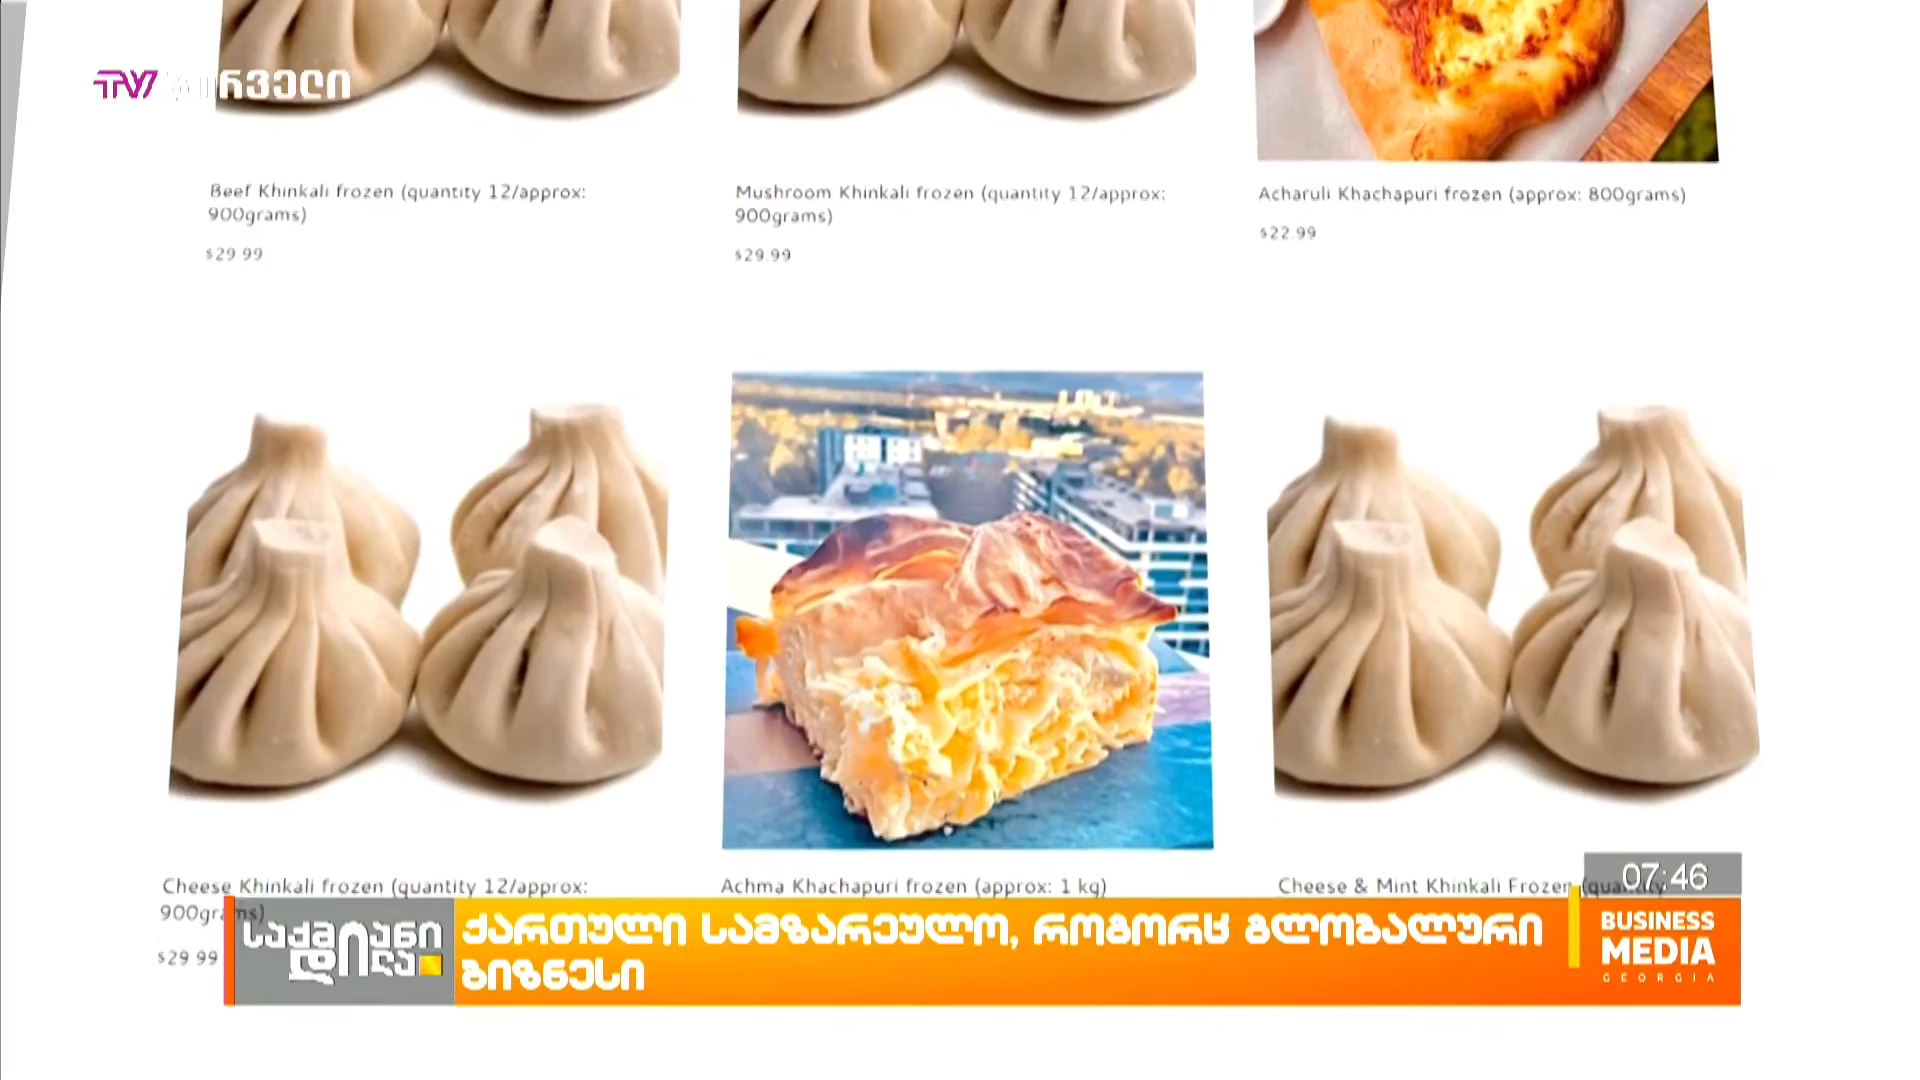 TV პირველი
Beef Khinkali frozen (quantity 12/approx:
900grams)
$29.99
Mushroom Khinkali frozen (quantity 12/approx:
900grams)
$29.99
Acharuli Khachapuri frozen (approx: 800grams)
$22.99
Cheese Khinkali frozen (quantity 12/approx:
900grams)
$29.99
Achma Khachapuri frozen (approx: 1 kg)
Cheese & Mint Khinkali Frozen (quantity
07:46
საქმიანი
დილა
ქართული სამზარეულო, როგორც გლობალური
ბიზნესი
BUSINESS
MEDIA
GEORGIA